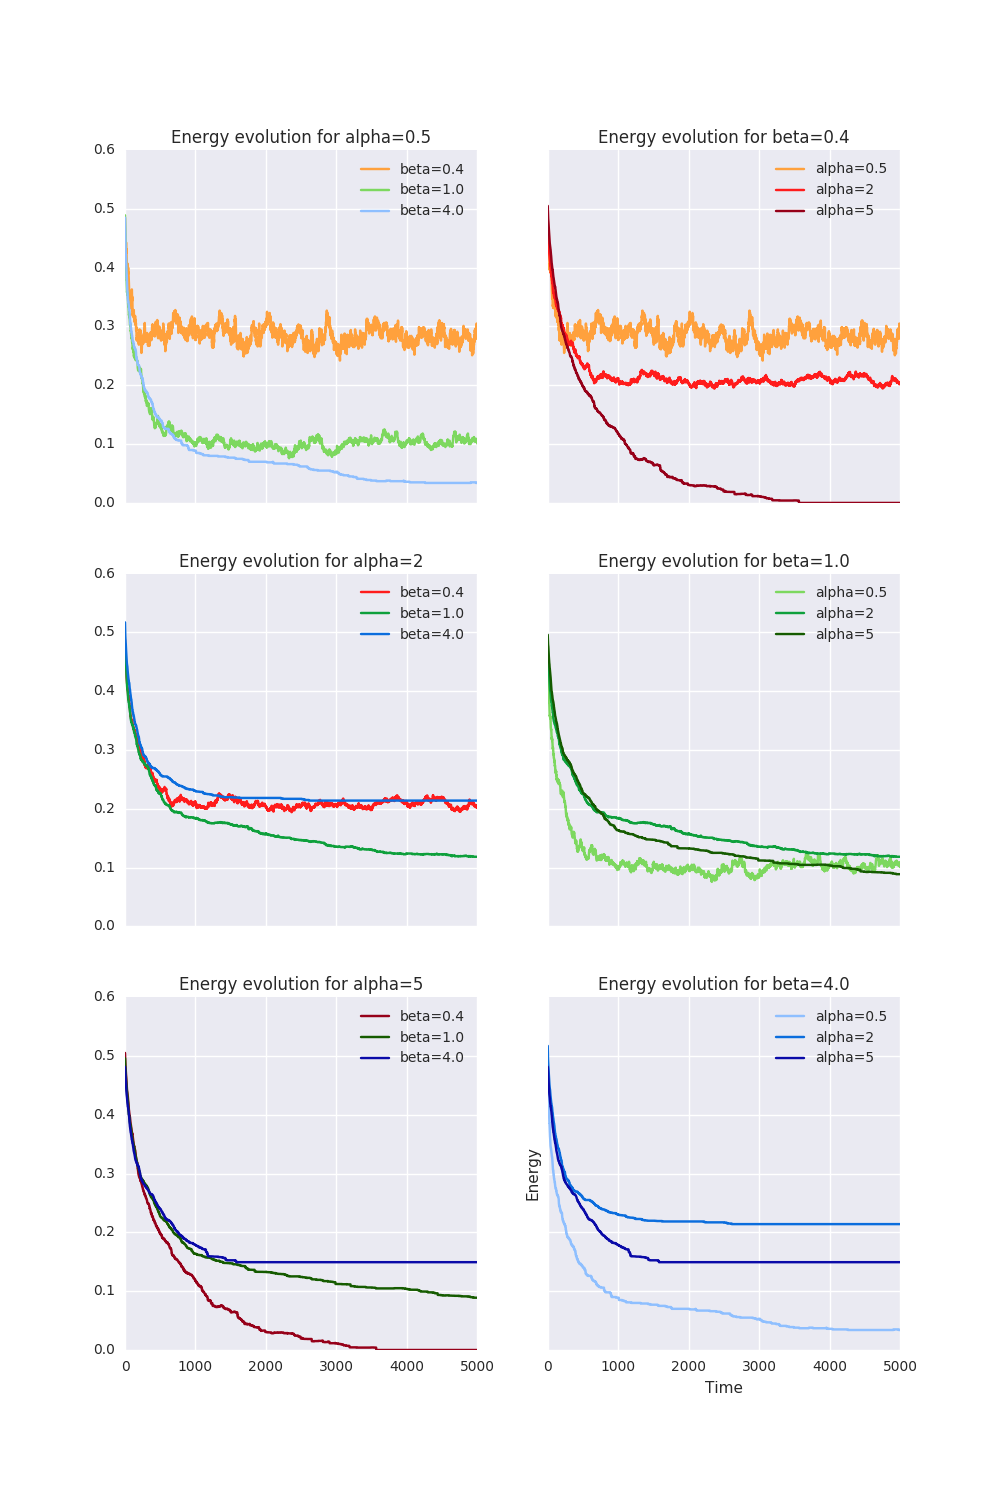 Energy evolution for alpha=0.5
0.6
0.5
0.4
0.3
0.2
0.1
0.0
beta=0.4
beta=1.0
beta=4.0
Energy evolution for beta=0.4
alpha=0.5
alpha=2
alpha=5
Energy evolution for alpha=2
0.6
0.5
0.4
0.3
0.2
0.1
0.0
beta=0.4
beta=1.0
beta=4.0
Energy evolution for beta=1.0
alpha=0.5
alpha=2
alpha=5
Energy evolution for alpha=5
0.6
0.5
0.4
0.3
0.2
0.1
0.0
beta=0.4
beta=1.0
beta=4.0
0 1000 2000 3000 4000 5000
Energy evolution for beta=4.0
alpha=0.5
alpha=2
alpha=5
Energy
0 1000 2000 3000 4000 5000
Time